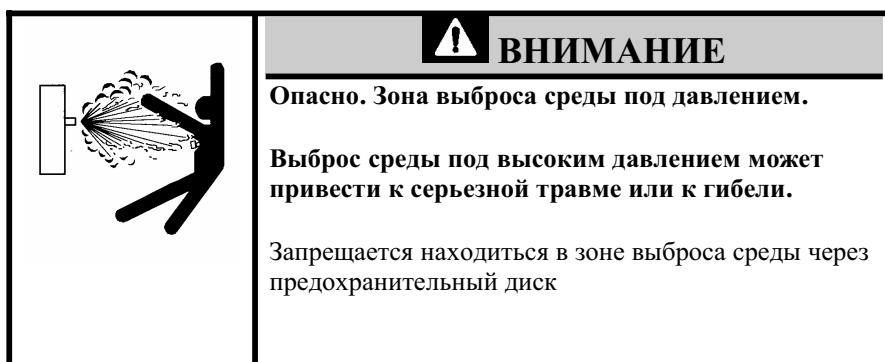 ВНИМАНИЕ
Опасно. Зона выброса среды под давлением.
Выброс среды под высоким давлением может
привести к серьезной травме или к гибели.
Запрещается находиться в зоне выброса среды через
предохранительный диск